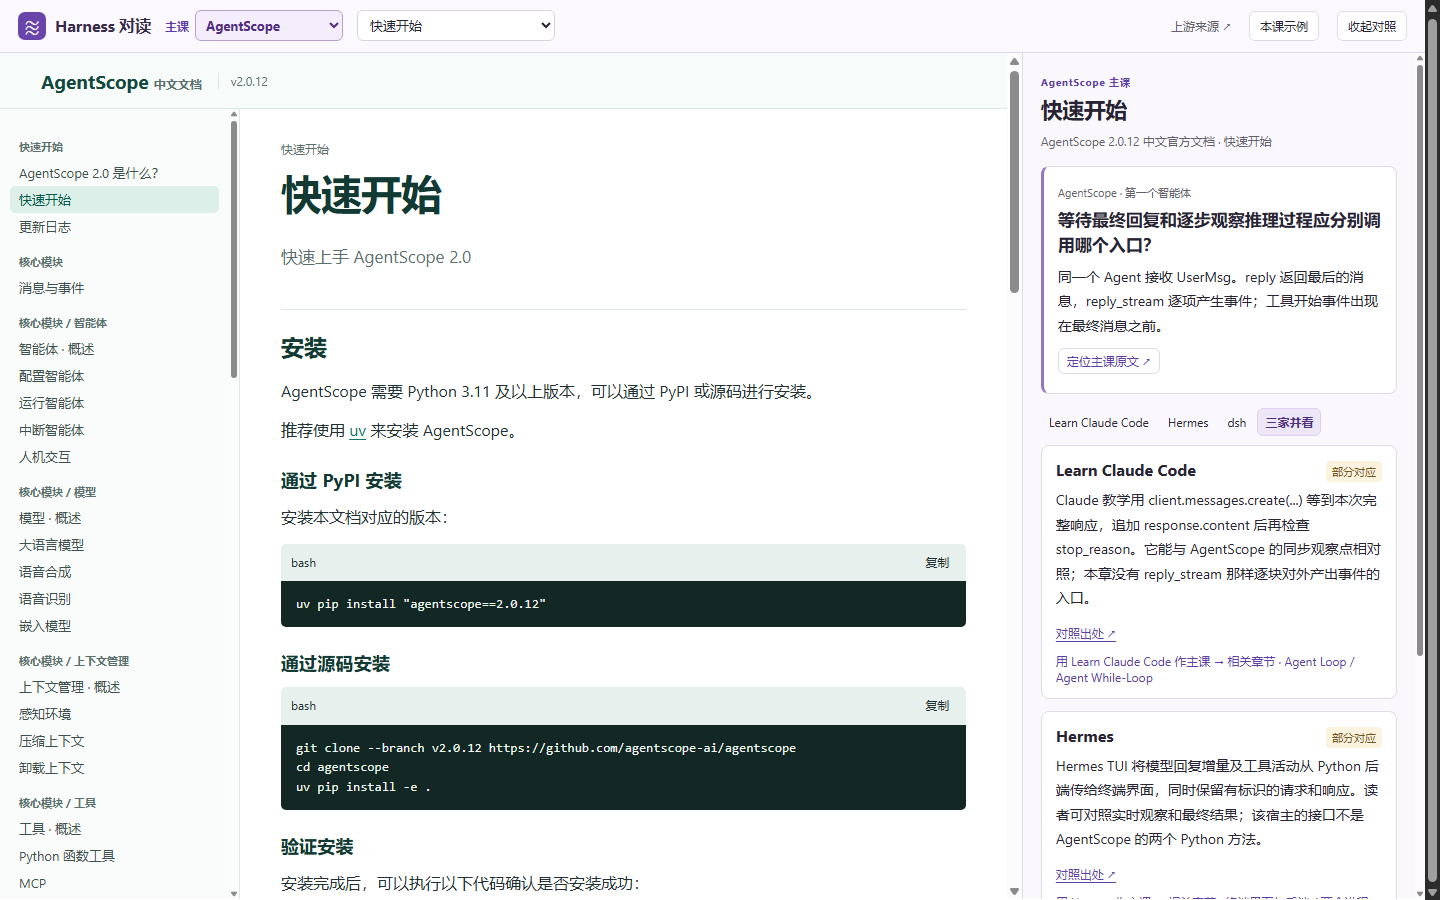 Harness 对读 主课 AgentScope 快速开始 上游来源 ↗ 本课示例 收起对照
AgentScope 中文文档 v2.0.12
快速开始
AgentScope 2.0 是什么？
快速开始
更新日志
核心模块
消息与事件
核心模块 / 智能体
智能体 · 概述
配置智能体
运行智能体
中断智能体
人机交互
核心模块 / 模型
模型 · 概述
大语言模型
语音合成
语音识别
嵌入模型
核心模块 / 上下文管理
上下文管理 · 概述
感知环境
压缩上下文
卸载上下文
核心模块 / 工具
工具 · 概述
Python 函数工具
MCP
快速开始
快速开始
快速上手 AgentScope 2.0
安装
AgentScope 需要 Python 3.11 及以上版本，可以通过 PyPI 或源码进行安装。
推荐使用 uv 来安装 AgentScope。
通过 PyPI 安装
安装本文档对应的版本：
bash 复制
uv pip install "agentscope==2.0.12"
通过源码安装
bash 复制
git clone --branch v2.0.12 https://github.com/agentscope-ai/agentscope
cd agentscope
uv pip install -e .
验证安装
安装完成后，可以执行以下代码确认是否安装成功：
AgentScope 主课
快速开始
AgentScope 2.0.12 中文官方文档 · 快速开始
AgentScope · 第一个智能体
等待最终回复和逐步观察推理过程应分别调
用哪个入口？
同一个 Agent 接收 UserMsg。reply 返回最后的消
息，reply_stream 逐项产生事件；工具开始事件出现
在最终消息之前。
定位主课原文 ↗
Learn Claude Code Hermes dsh 三家并看
Learn Claude Code 部分对应
Claude 教学用 client.messages.create(...) 等到本次完
整响应，追加 response.content 后再检查
stop_reason。它能与 AgentScope 的同步观察点相对
照；本章没有 reply_stream 那样逐块对外产出事件的
入口。
对照出处 ↗
用 Learn Claude Code 作主课 → 相关章节 · Agent Loop /
Agent While-Loop
Hermes 部分对应
Hermes TUI 将模型回复增量及工具活动从 Python 后
端传给终端界面，同时保留有标识的请求和响应。读
者可对照实时观察和最终结果；该宿主的接口不是
AgentScope 的两个 Python 方法。
对照出处 ↗